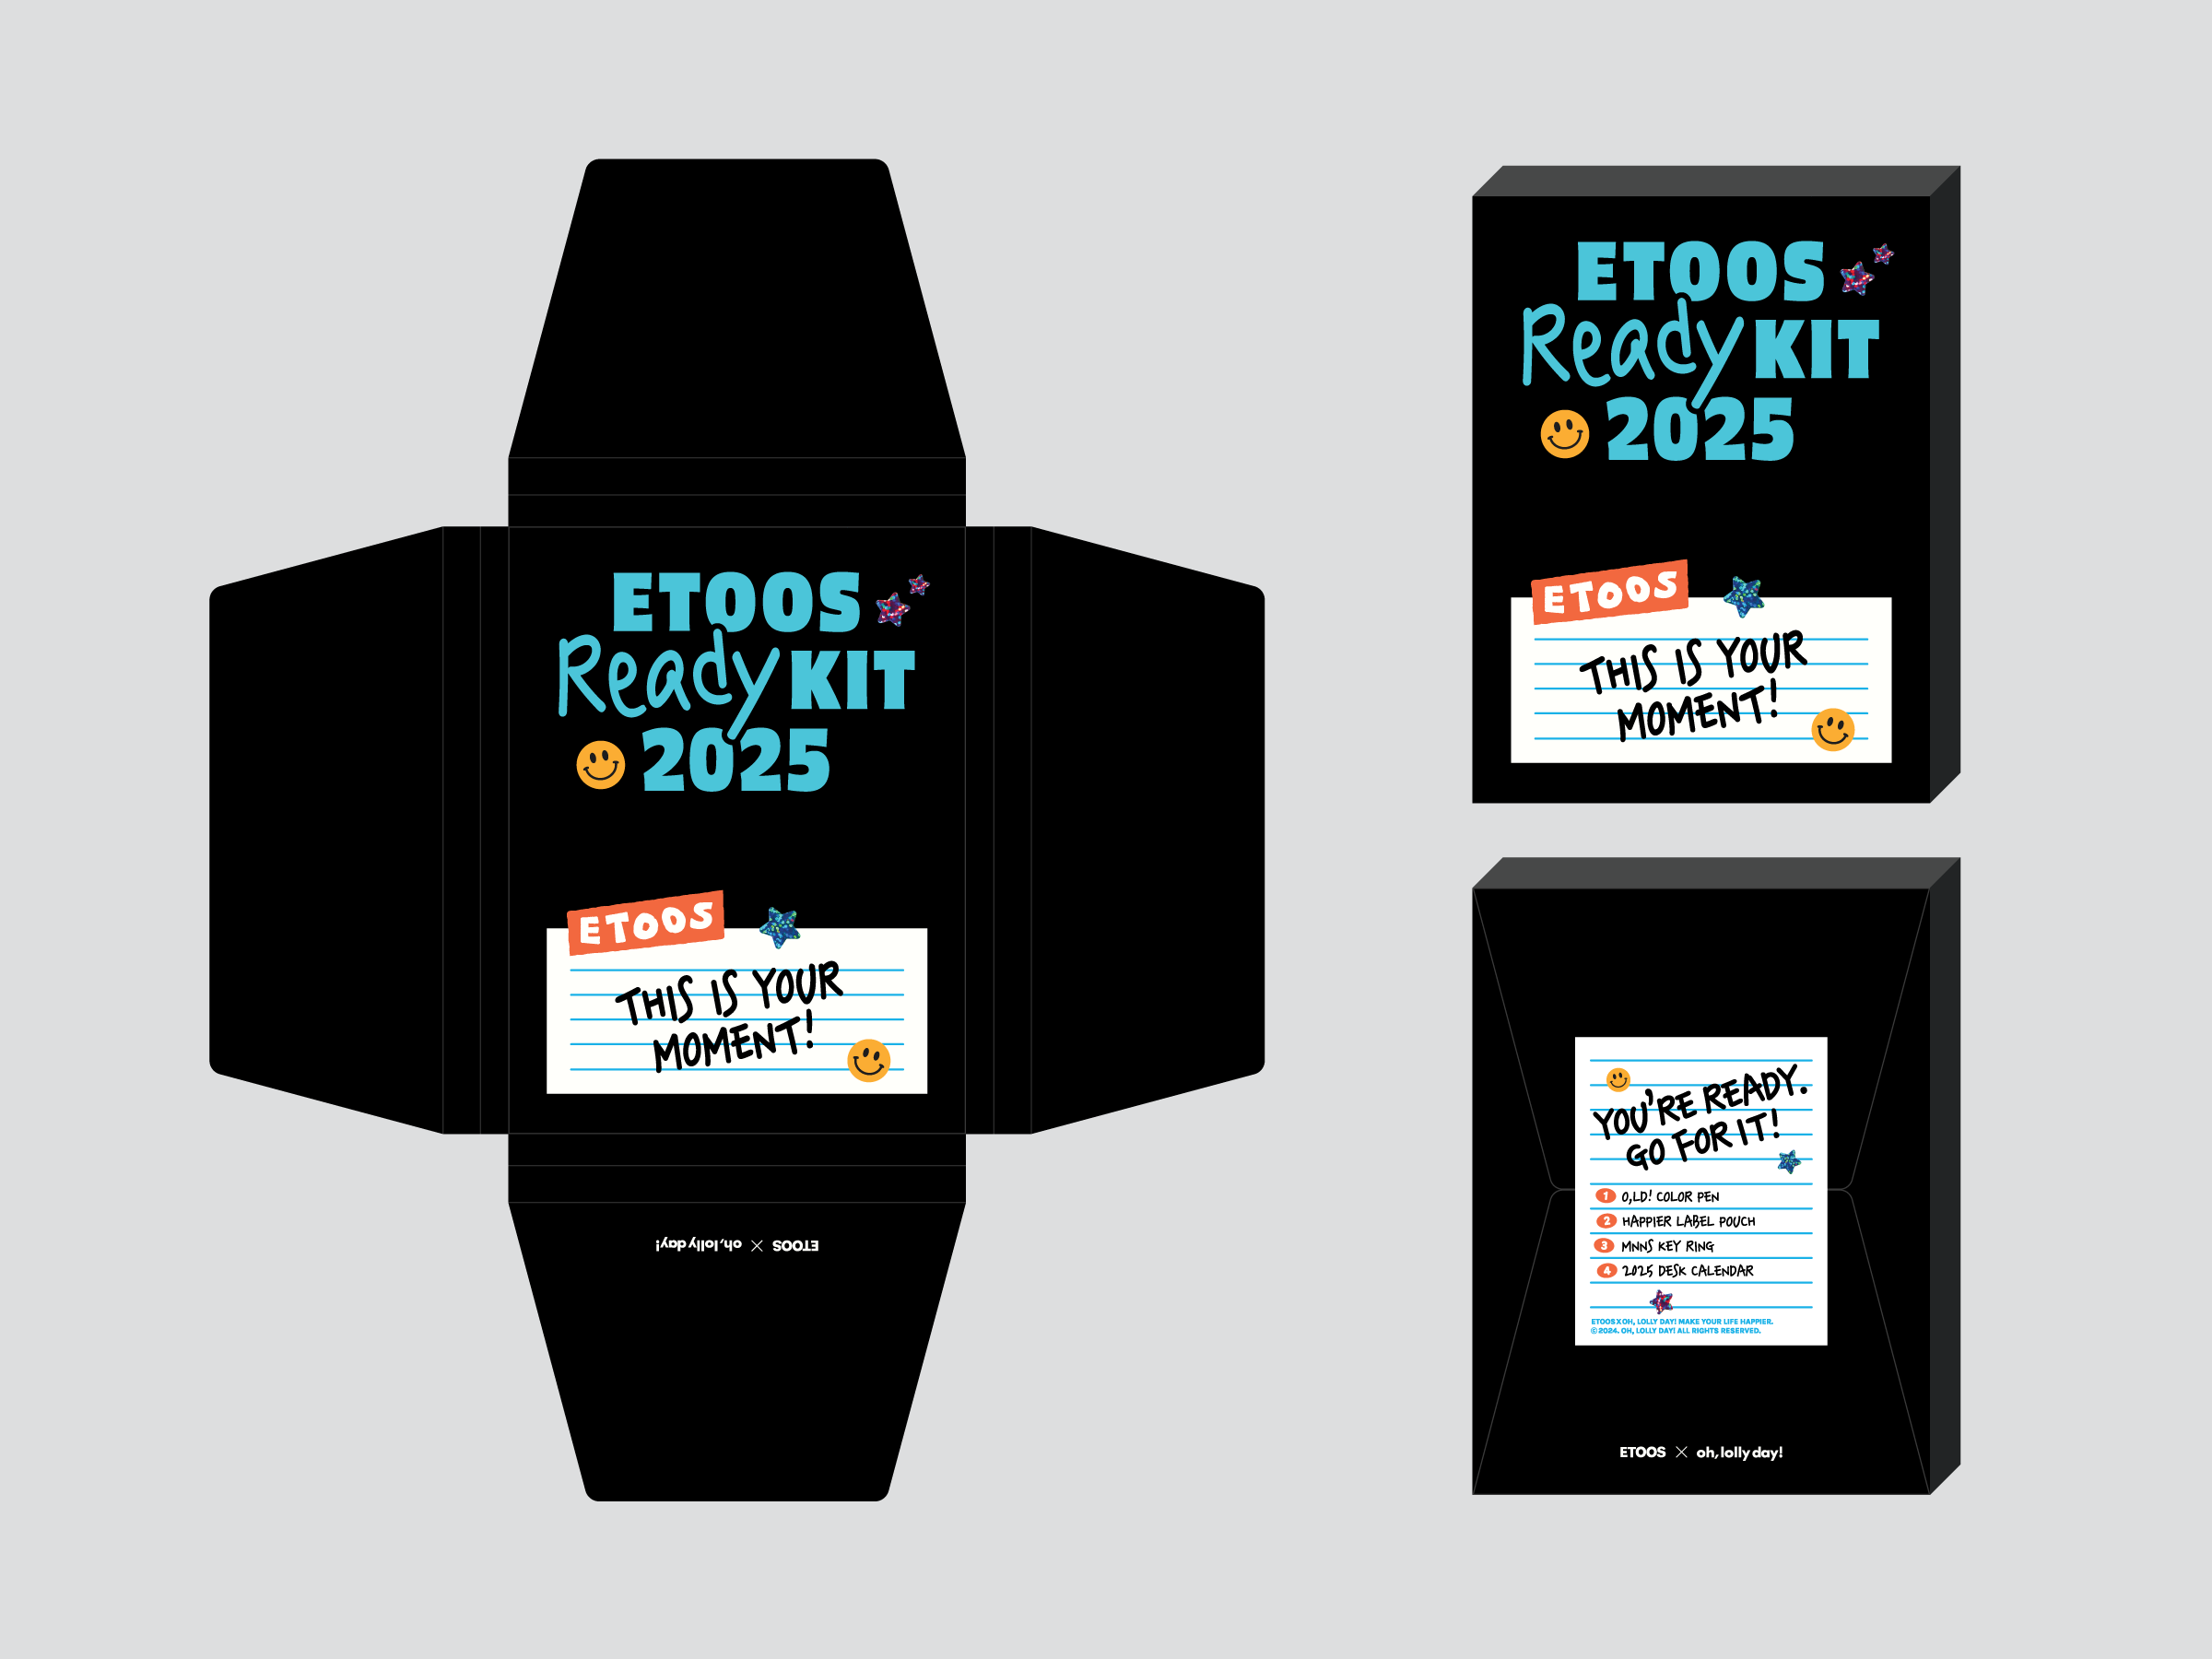 ETOOS
Ready KIT
2025
ETOOS
THIS IS YOUR
MOMENT!
ETOOS × oh, lolly day!
ETOOS
Ready KIT
2025
ETOOS
THIS IS YOUR
MOMENT!
YOU'RE READY.
GO FOR IT!
1 O,LD! COLOR PEN
2 HAPPIER LABEL POUCH
3 MNNS KEY RING
4 2025 DESK CALENDAR
ETOOS X OH, LOLLY DAY! MAKE YOUR LIFE HAPPIER.
© 2024. OH, LOLLY DAY! ALL RIGHTS RESERVED.
ETOOS × oh, lolly day!